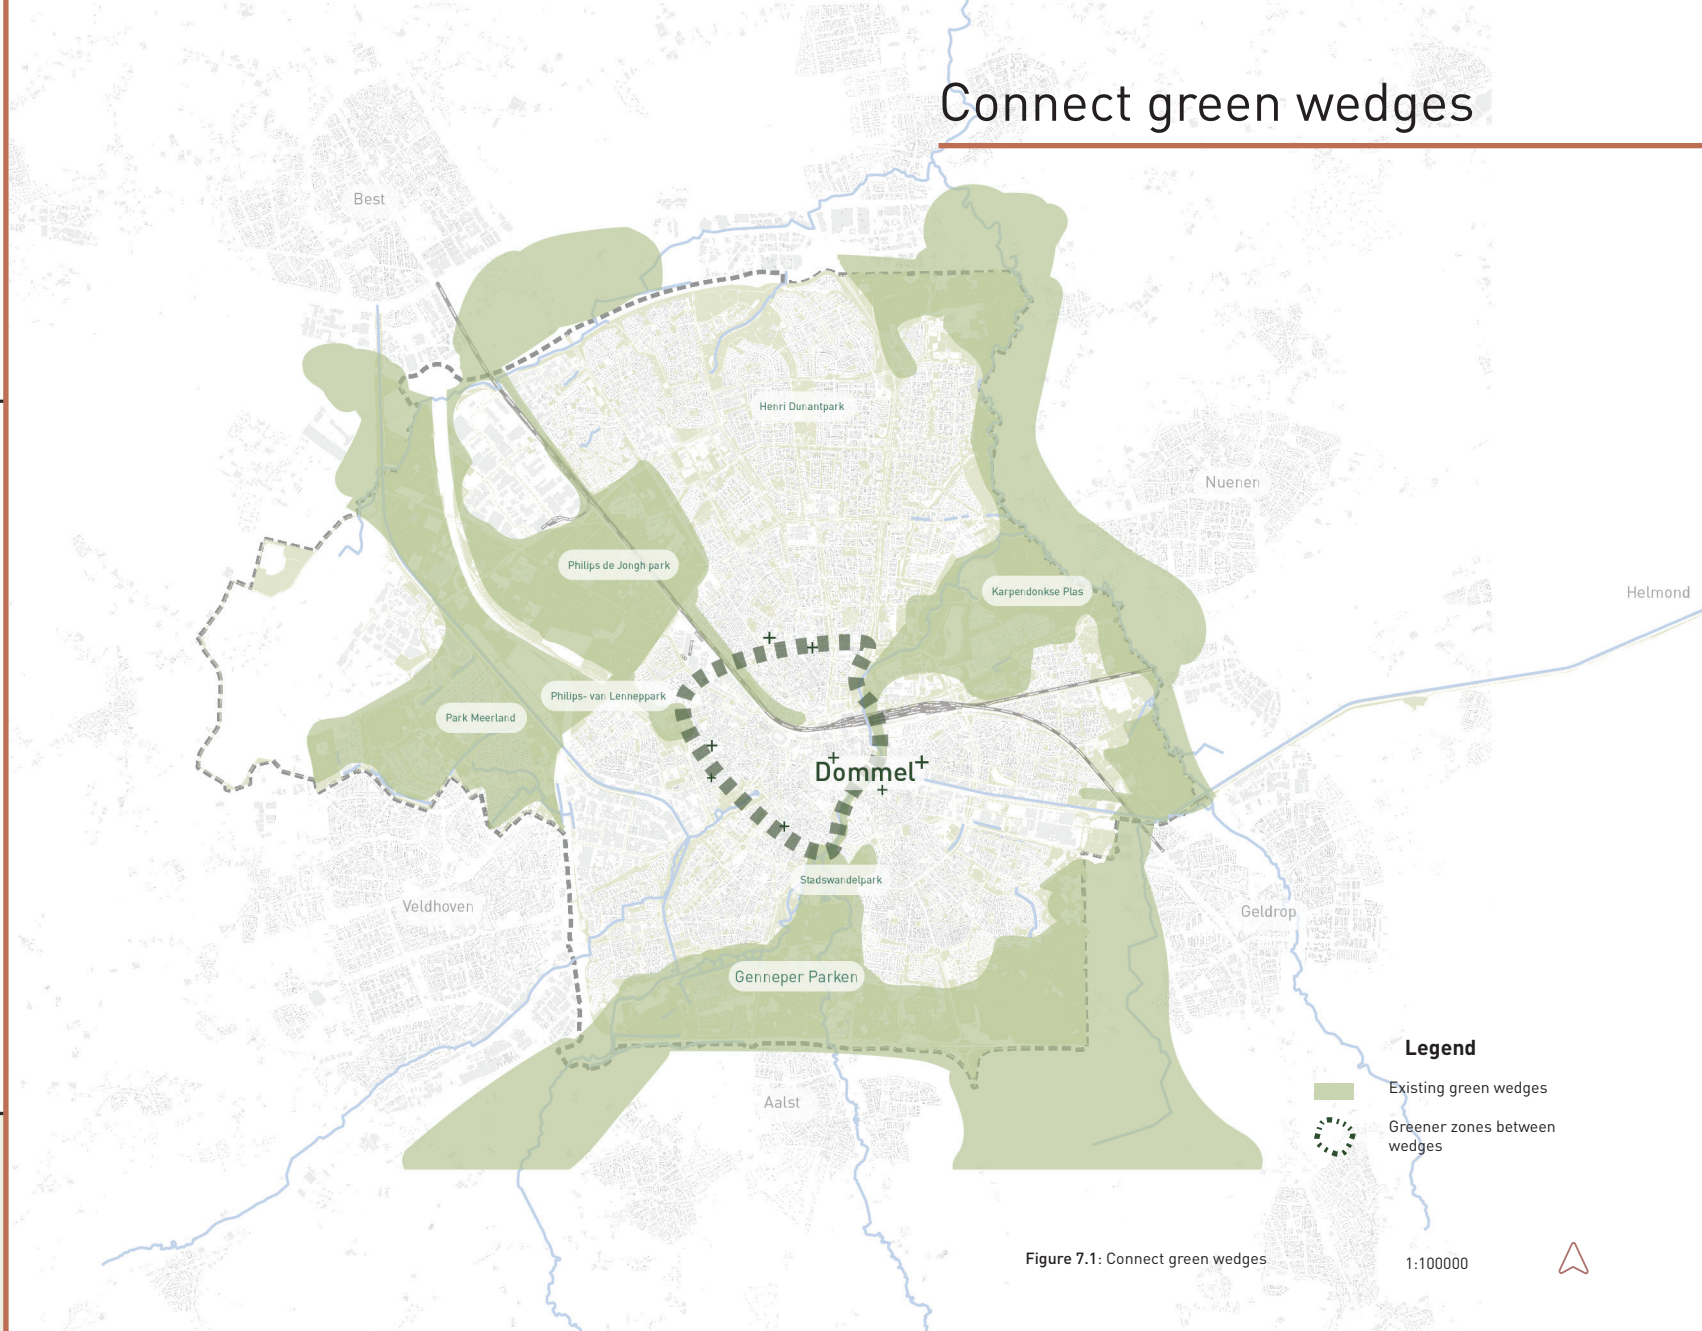 Connect green wedges
Best
Henri Dunantpark
Nuenen
Philips de Jongh park
Karpendonkse Plas
Helmond
Philips- van Lenneppark
Park Meerland
Dommel
Stadswandelpark
Veldhoven
Geldrop
Genneper Parken
Aalst
Legend
Existing green wedges
Greener zones between
wedges
Figure 7.1: Connect green wedges
1:100000